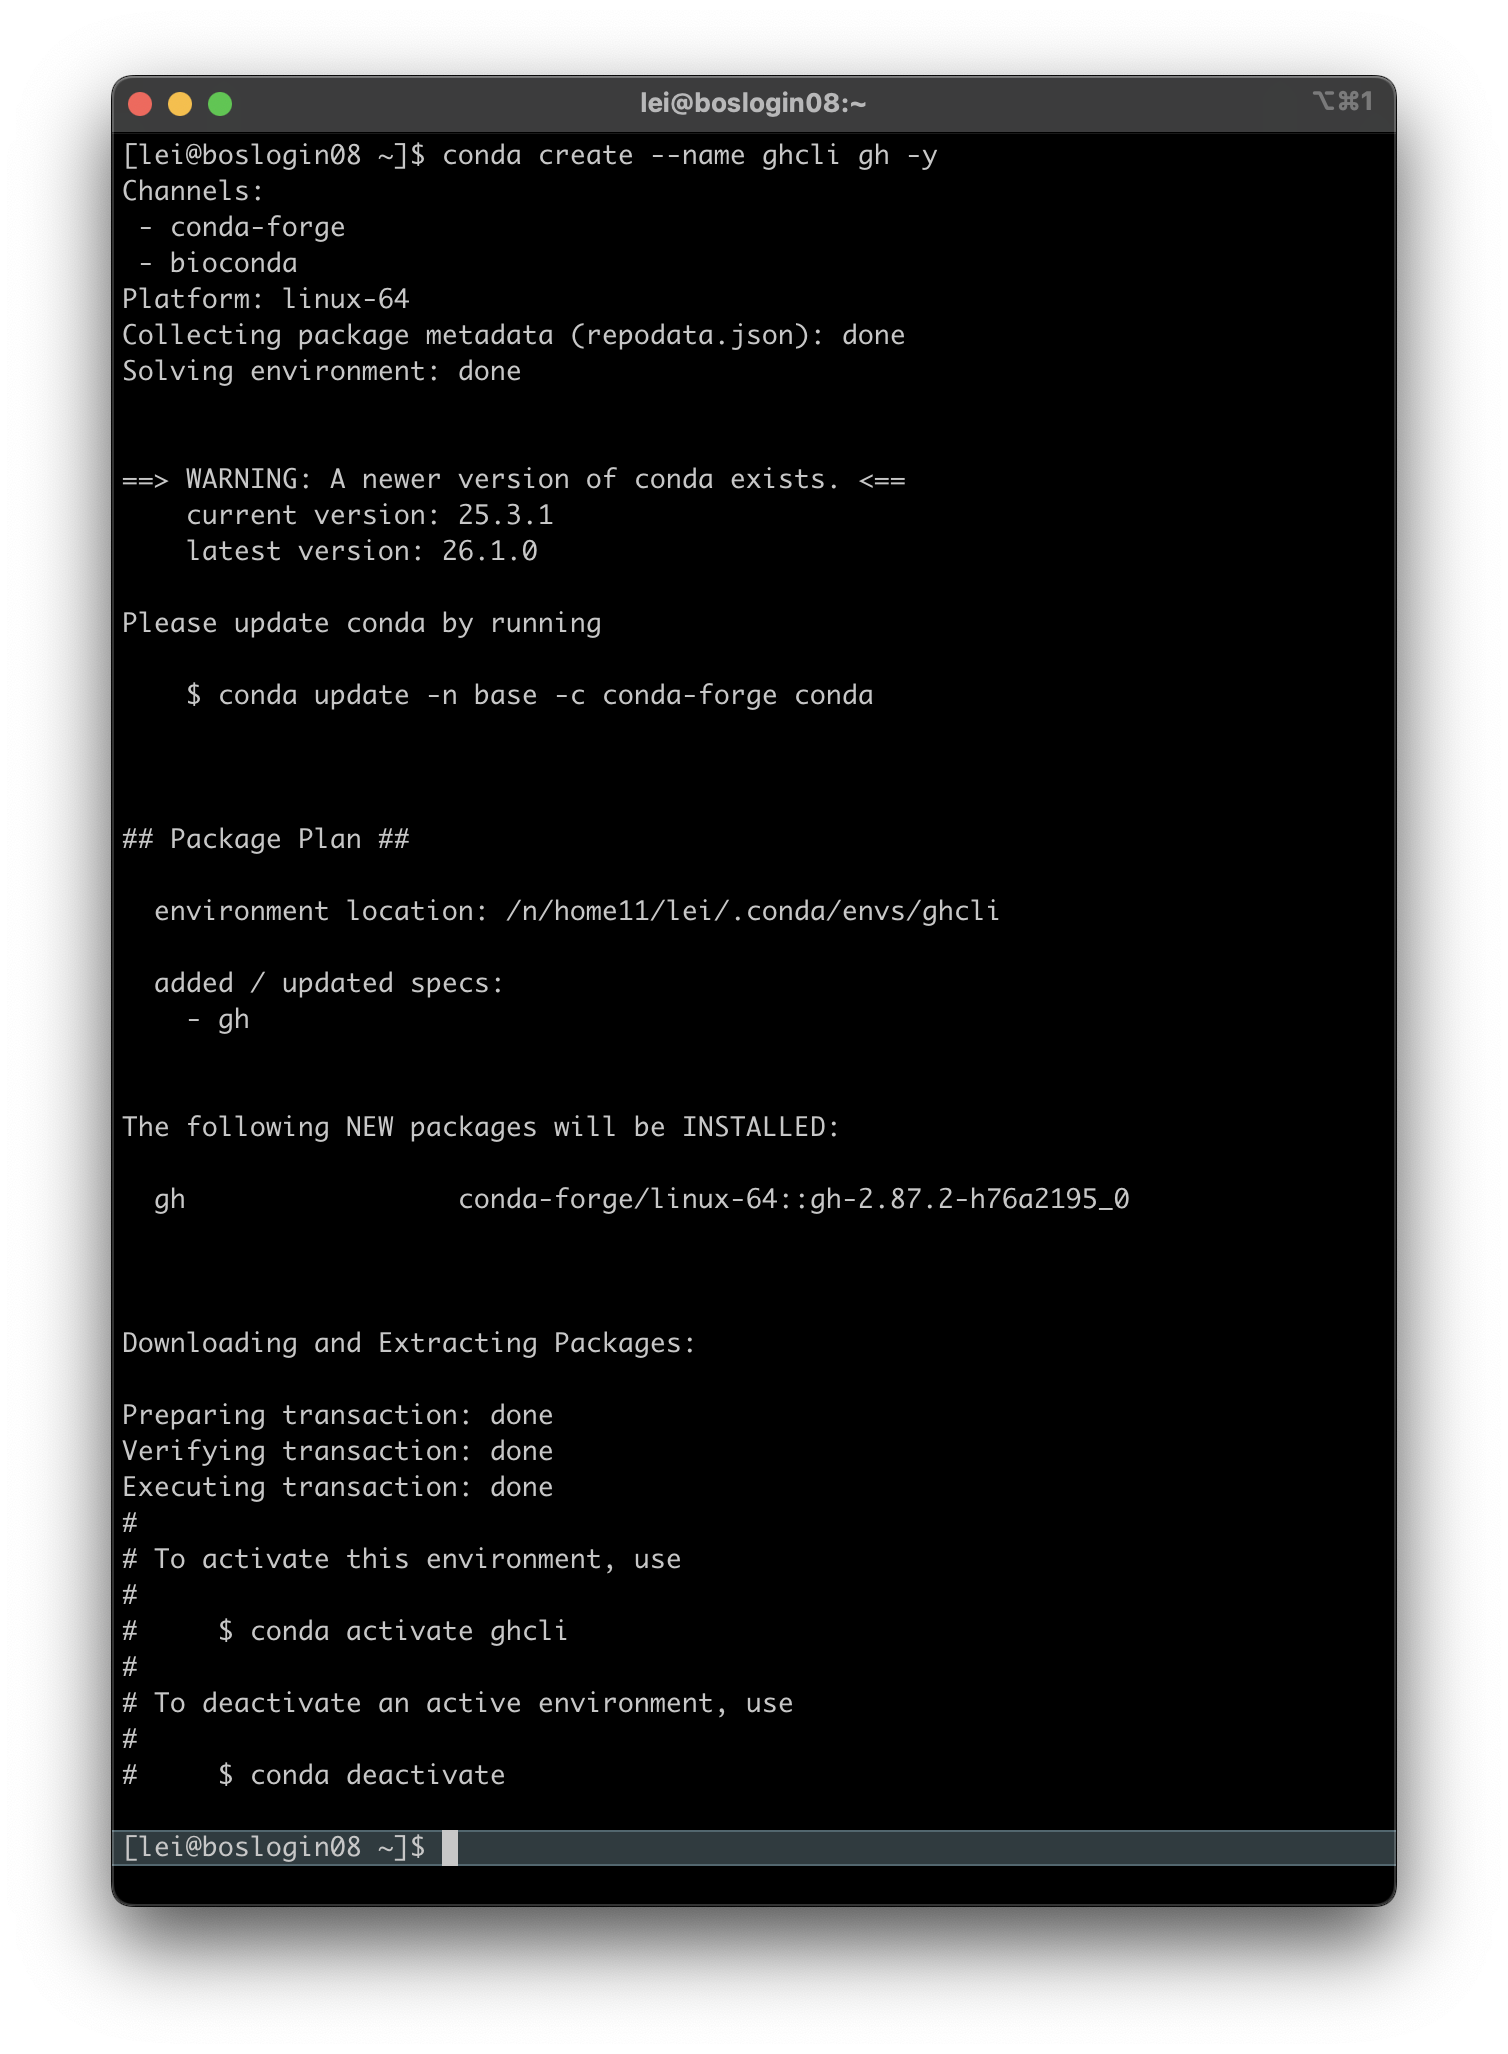 lei@boslogin08:~
⌥⌘1
[lei@boslogin08 ~]$ conda create --name ghcli gh -y
Channels:
 - conda-forge
 - bioconda
Platform: linux-64
Collecting package metadata (repodata.json): done
Solving environment: done
==> WARNING: A newer version of conda exists. <==
    current version: 25.3.1
    latest version: 26.1.0
Please update conda by running
    $ conda update -n base -c conda-forge conda
## Package Plan ##
  environment location: /n/home11/lei/.conda/envs/ghcli
  added / updated specs:
    - gh
The following NEW packages will be INSTALLED:
  gh                 conda-forge/linux-64::gh-2.87.2-h76a2195_0
Downloading and Extracting Packages:
Preparing transaction: done
Verifying transaction: done
Executing transaction: done
#
# To activate this environment, use
#
#     $ conda activate ghcli
#
# To deactivate an active environment, use
#
#     $ conda deactivate
[lei@boslogin08 ~]$